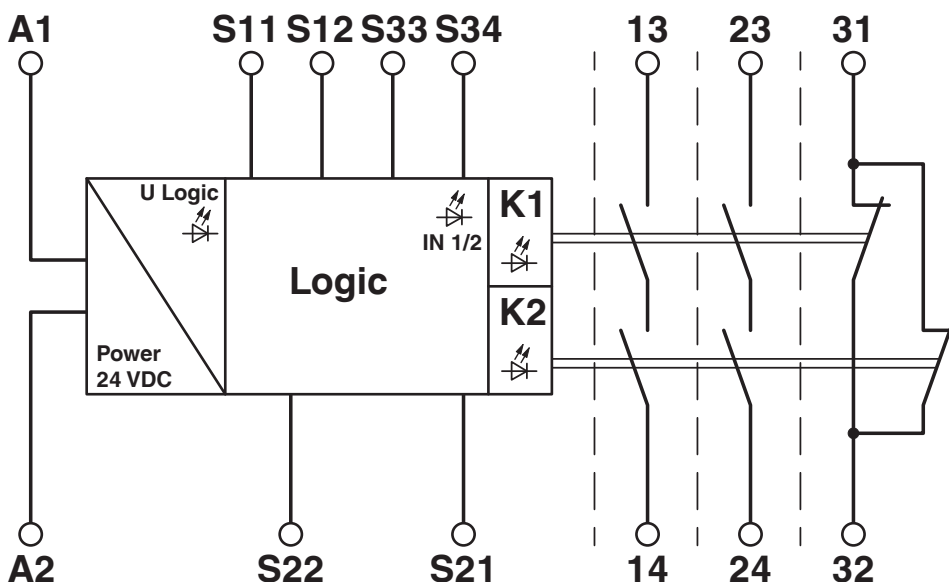 A1 S11 S12 S33 S34 13 23 31
U Logic
IN 1/2
K1
Logic
K2
Power
24 VDC
A2 S22 S21 14 24 32